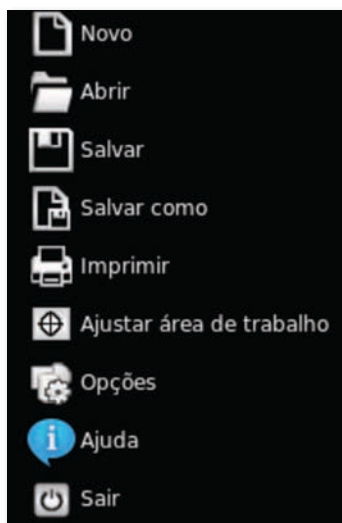 Novo
Abrir
Salvar
Salvar como
Imprimir
Ajustar área de trabalho
Opções
Ajuda
Sair